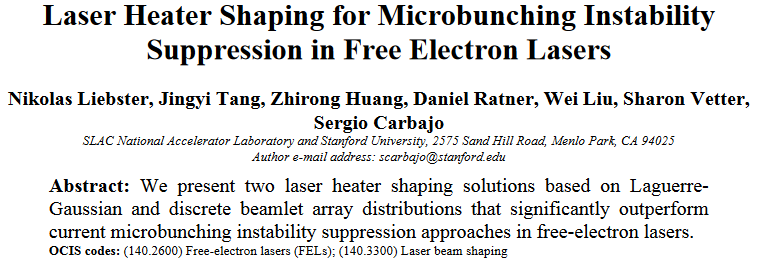 Laser Heater Shaping for Microbunching Instability
Suppression in Free Electron Lasers
Nikolas Liebster, Jingyi Tang, Zhirong Huang, Daniel Ratner, Wei Liu, Sharon Vetter,
Sergio Carbajo
SLAC National Accelerator Laboratory and Stanford University, 2575 Sand Hill Road, Menlo Park, CA 94025
Author e-mail address: scarbajo@stanford.edu
Abstract: We present two laser heater shaping solutions based on Laguerre-
Gaussian and discrete beamlet array distributions that significantly outperform
current microbunching instability suppression approaches in free-electron lasers.
OCIS codes: (140.2600) Free-electron lasers (FELs); (140.3300) Laser beam shaping